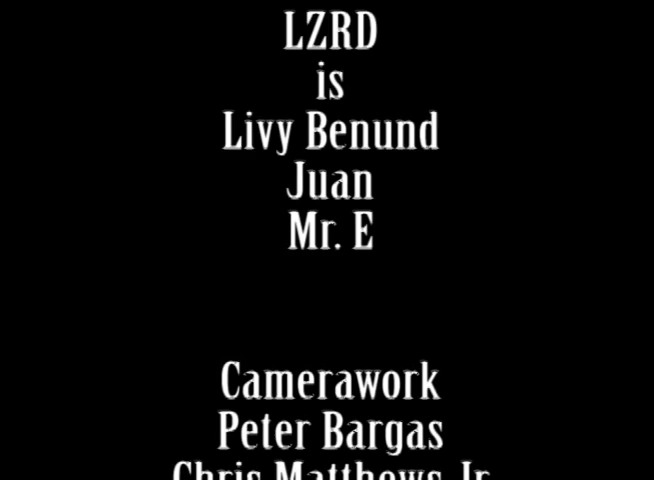 LZRD
is
Livy Benund
Juan
Mr. E
Camerawork
Peter Bargas
Chris Matthews Jr